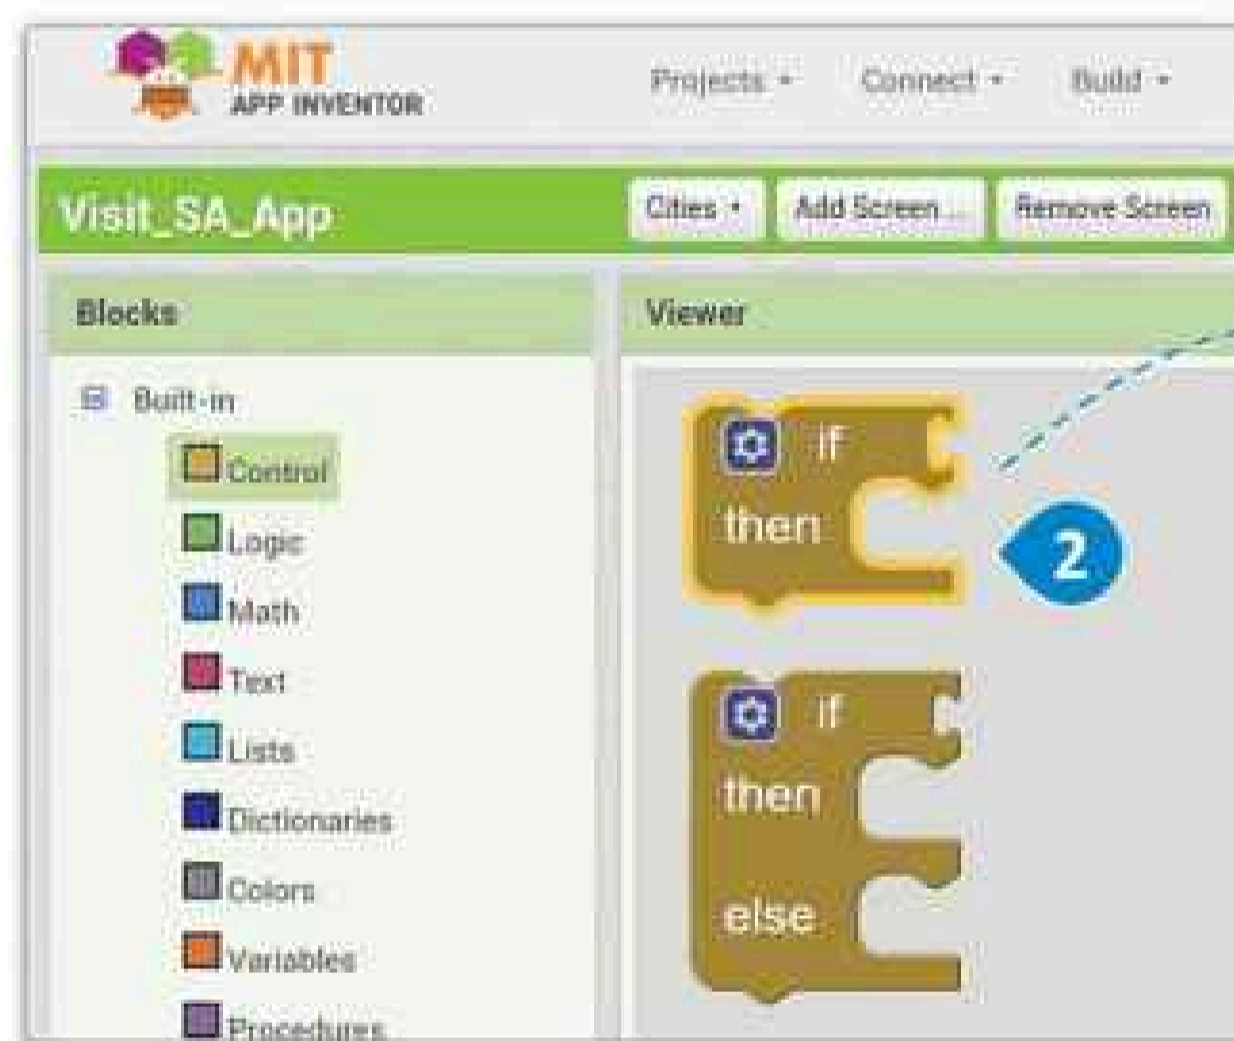 MIT
APP INVENTOR
Projects
Connect
Build
Visit_SA_App
Cities
Add Screen ...
Remove Screen
Blocks
Viewer
Built-in
Control
Logic
Math
Text
Lists
Dictionaries
Colors
Variables
Procedures
if
then
2
if
then
else